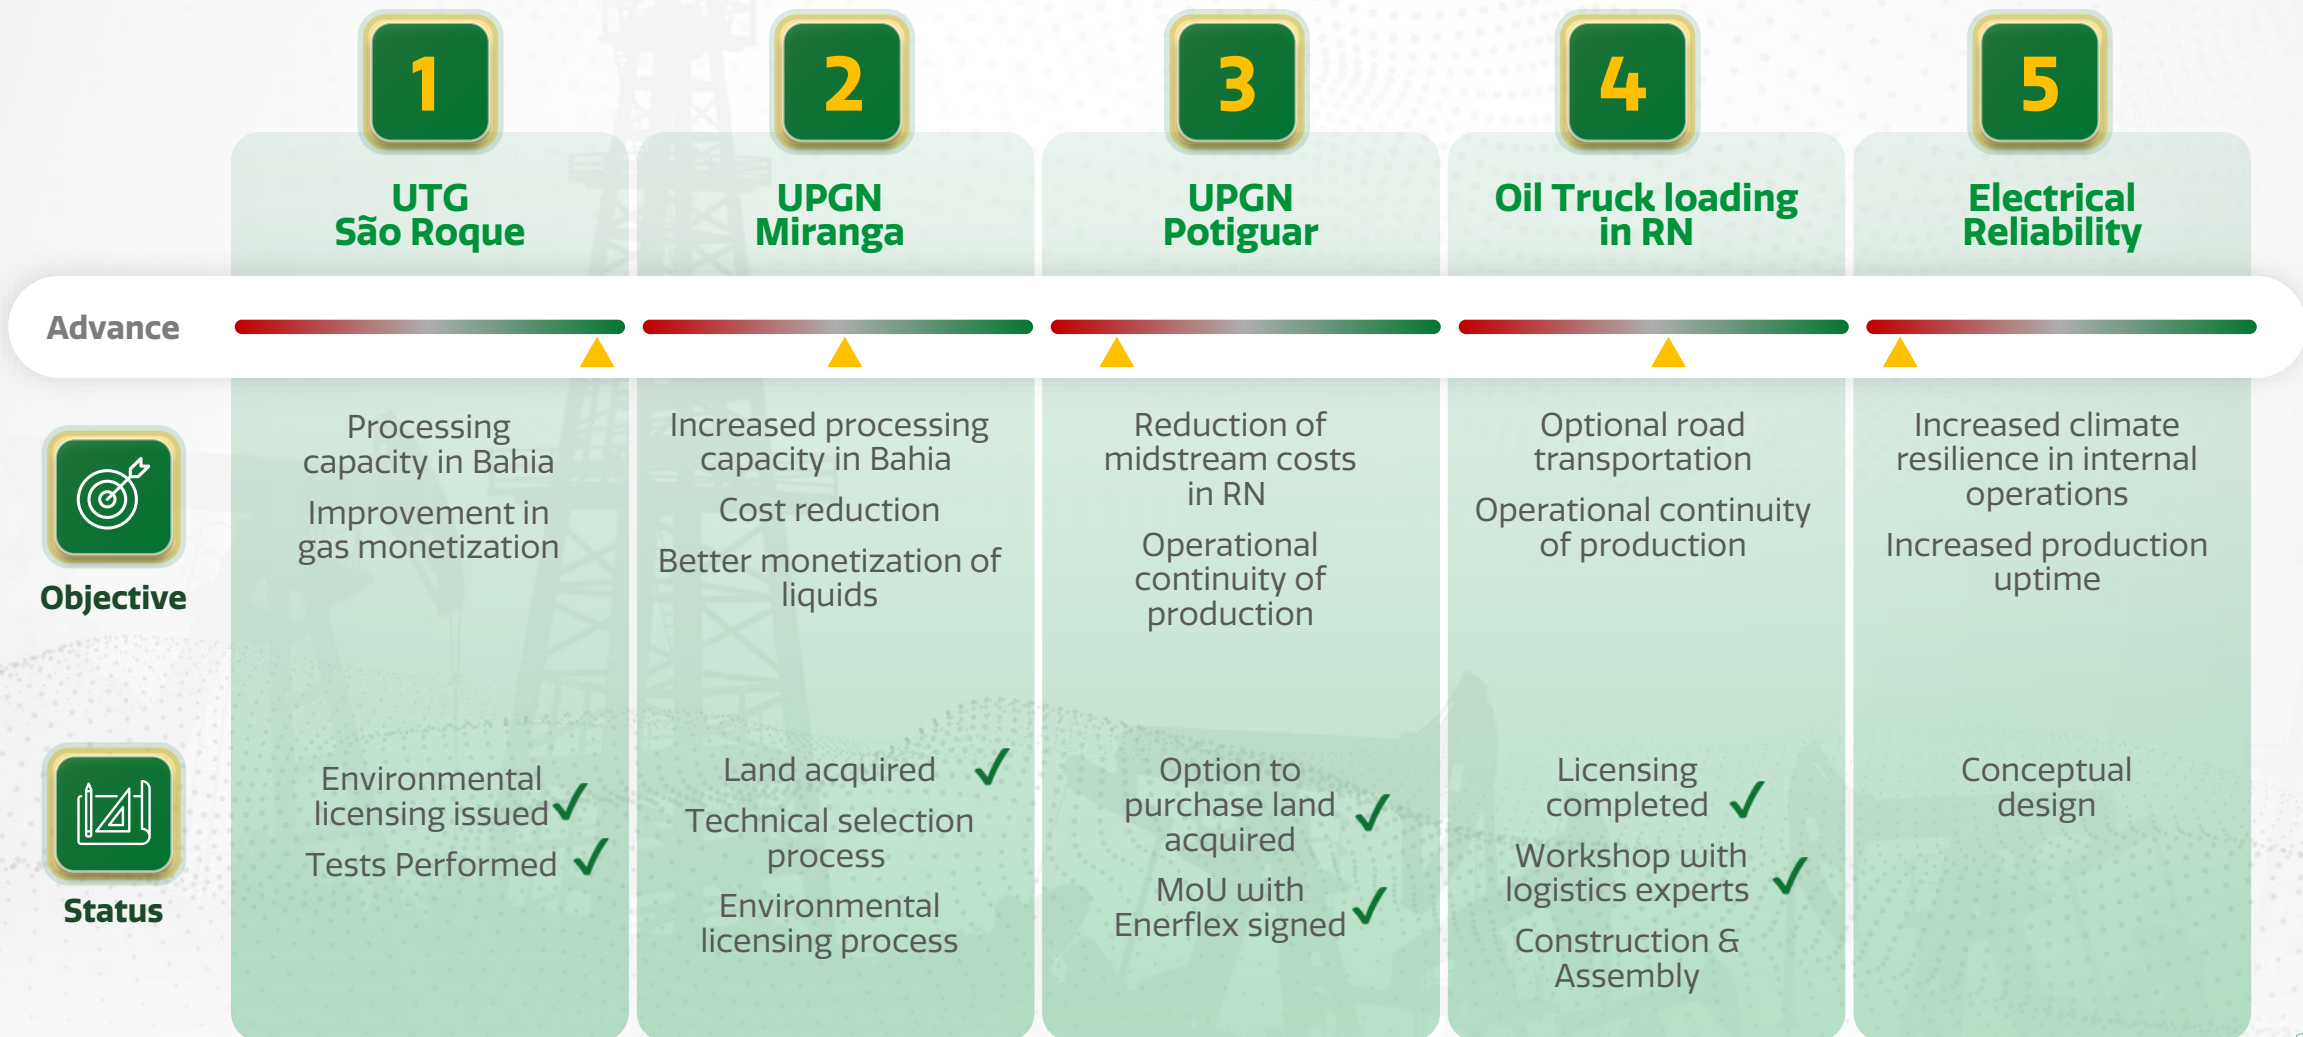 1
2
3
4
5
UTG
São Roque
UPGN
Miranga
UPGN
Potiguar
Oil Truck loading
in RN
Electrical
Reliability
Advance
Objective
Processing
capacity in Bahia
Improvement in
gas monetization
Increased processing
capacity in Bahia
Cost reduction
Better monetization of
liquids
Reduction of
midstream costs
in RN
Operational
continuity of
production
Optional road
transportation
Operational continuity
of production
Increased climate
resilience in internal
operations
Increased production
uptime
Status
Environmental
licensing issued
Tests Performed
Land acquired
Technical selection
process
Environmental
licensing process
Option to
purchase land
acquired
MoU with
Enerflex signed
Licensing
completed
Workshop with
logistics experts
Construction &
Assembly
Conceptual
design